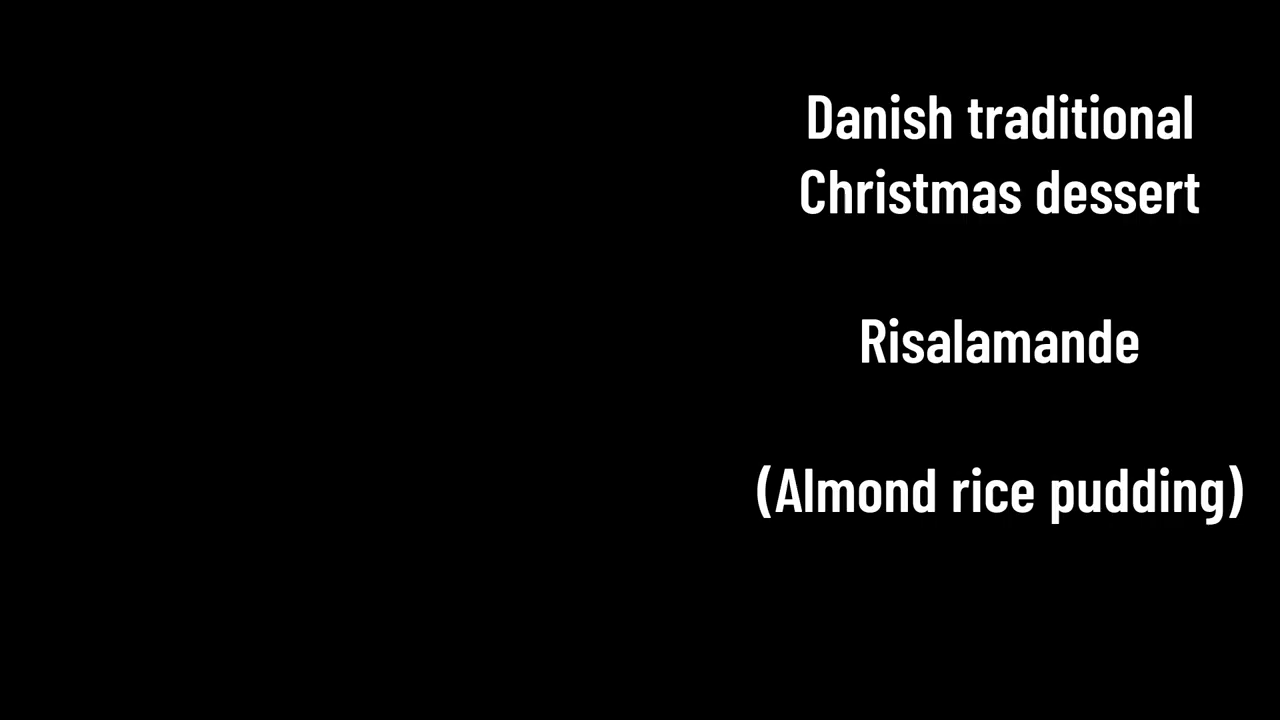 Danish traditional
Christmas dessert
Risalamande
(Almond rice pudding)